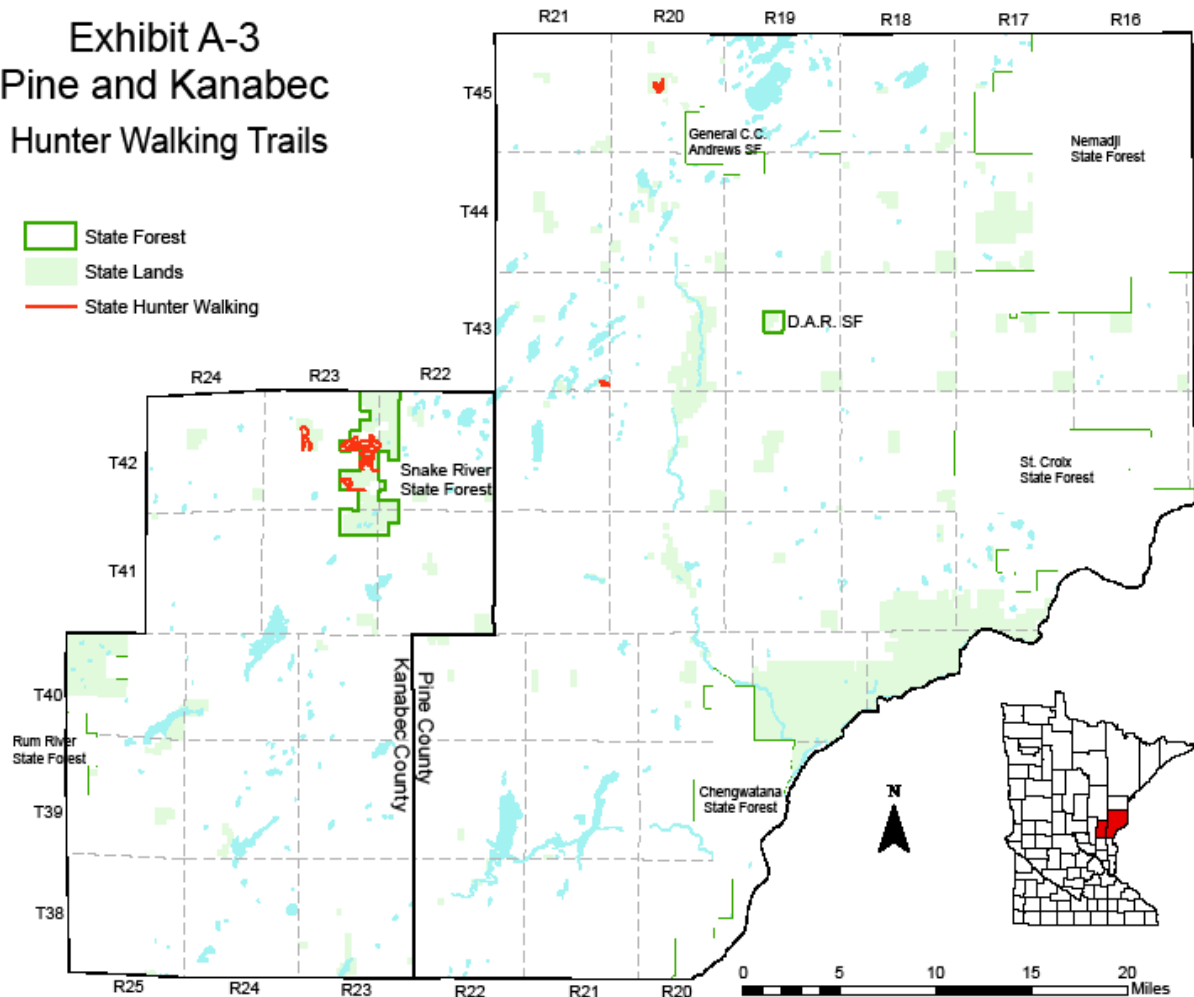 Exhibit A-3
Pine and Kanabec
Hunter Walking Trails
State Forest
State Lands
State Hunter Walking
R21
R20
R19
R18
R17
R16
T45
General C.C.
Andrews SF
Nemadji
State Forest
T44
T43
D.A.R. SF
R24
R23
R22
T42
Snake River
State Forest
St. Croix
State Forest
T41
T40
Pine County
Kanabec County
Rum River
State Forest
T39
Chengwatana
State Forest
N
T38
R25
R24
R23
R22
R21
R20
0
5
10
15
20
Miles